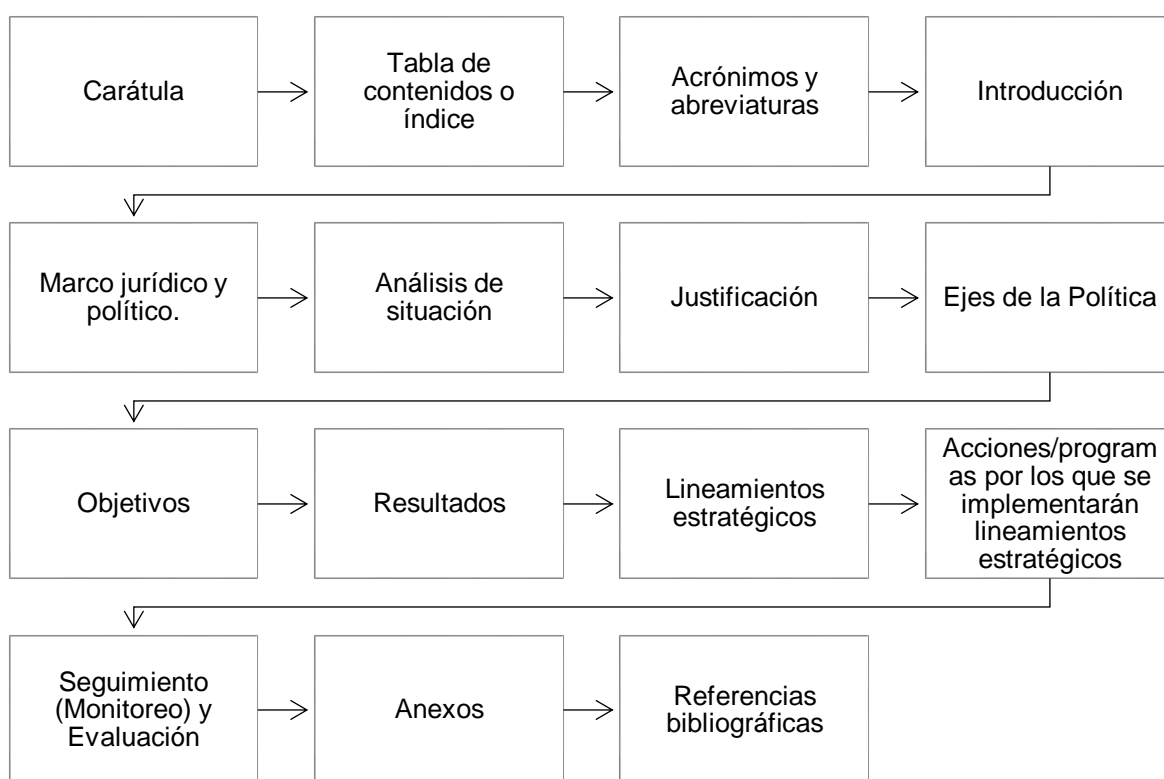 Carátula
Tabla de
contenidos o
índice
Acrónimos y
abreviaturas
Introducción
Marco jurídico y
político.
Análisis de
situación
Justificación
Ejes de la Política
Objetivos
Resultados
Lineamientos
estratégicos
Acciones/program
as por los que se
implementarán
lineamientos
estratégicos
Seguimiento
(Monitoreo) y
Evaluación
Anexos
Referencias
bibliográficas